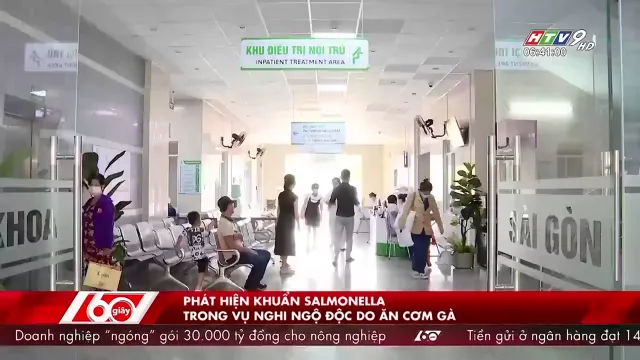 HTV9 HD
06:41:00
KHU ĐIỀU TRỊ NỘI TRÚ
INPATIENT TREATMENT AREA
KHOA
SÀI GÒN
60 giây
PHÁT HIỆN KHUẨN SALMONELLA
TRONG VỤ NGHI NGỘ ĐỘC DO ĂN CƠM GÀ
Doanh nghiệp “ngóng” gói 30.000 tỷ đồng cho nông nghiệp 60 Tiền gửi ở ngân hàng đạt 14